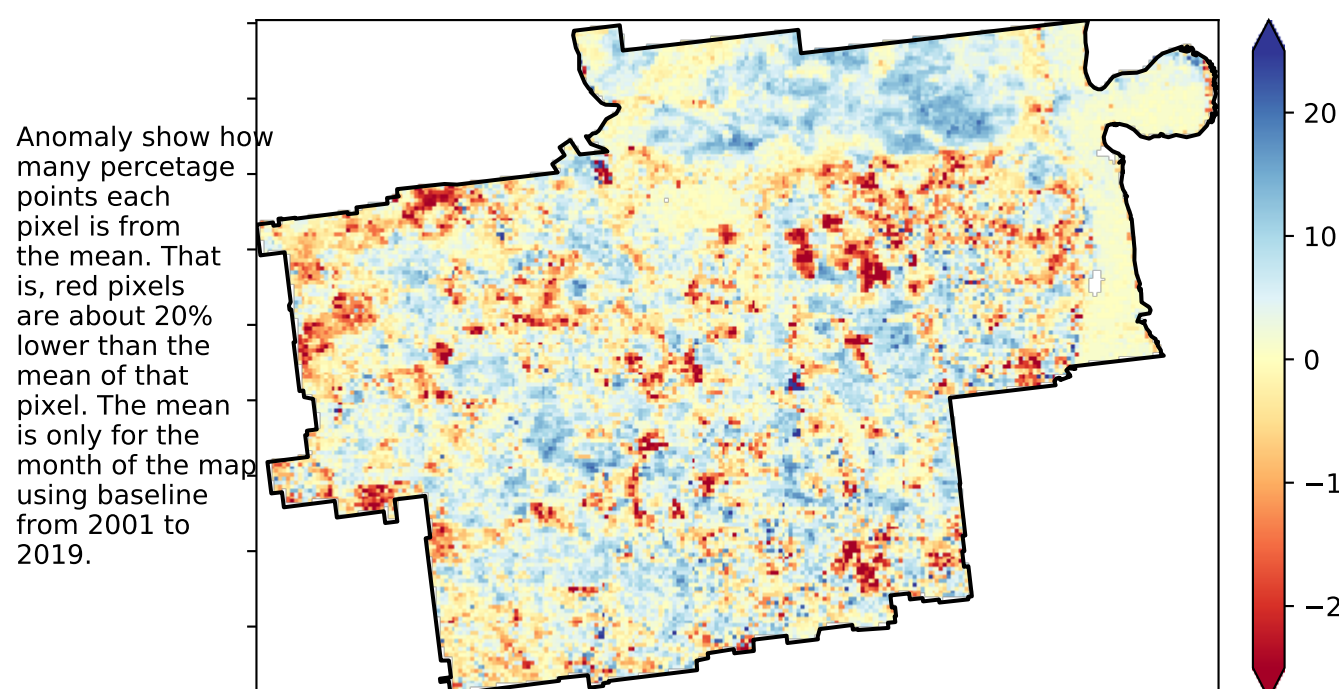 Anomaly show how
many percetage
points each
pixel is from
the mean. That
is, red pixels
are about 20%
lower than the
mean of that
pixel. The mean
is only for the
month of the map
using baseline
from 2001 to
2019.
20
10
0
−1
−2